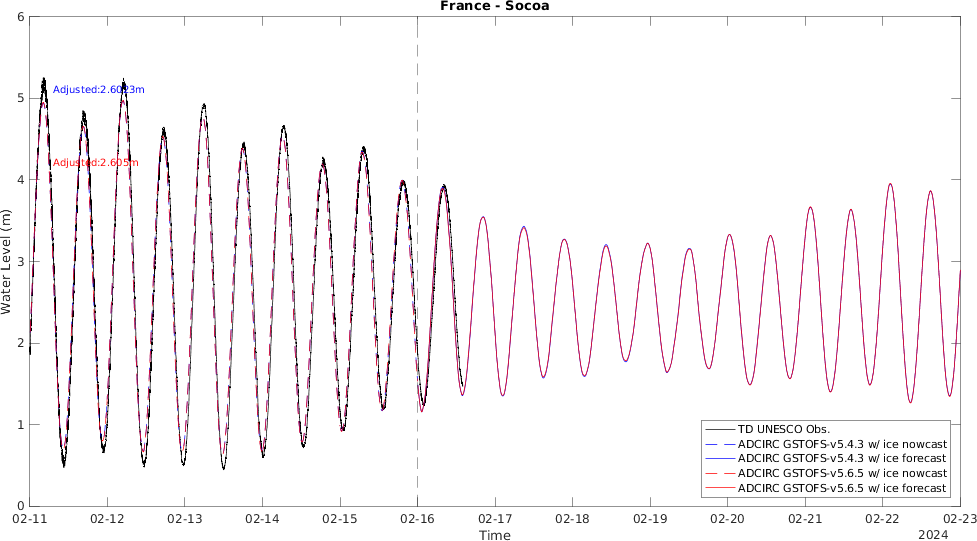 France - Socoa
6
5
4
3
2
1
0
Water Level (m)
Adjusted:2.6023m
Adjusted:2.605m
TD UNESCO Obs.
ADCIRC GSTOFS-v5.4.3 w/ ice nowcast
ADCIRC GSTOFS-v5.4.3 w/ ice forecast
ADCIRC GSTOFS-v5.6.5 w/ ice nowcast
ADCIRC GSTOFS-v5.6.5 w/ ice forecast
02-11 02-12 02-13 02-14 02-15 02-16 02-17 02-18 02-19 02-20 02-21 02-22 02-23
Time
2024